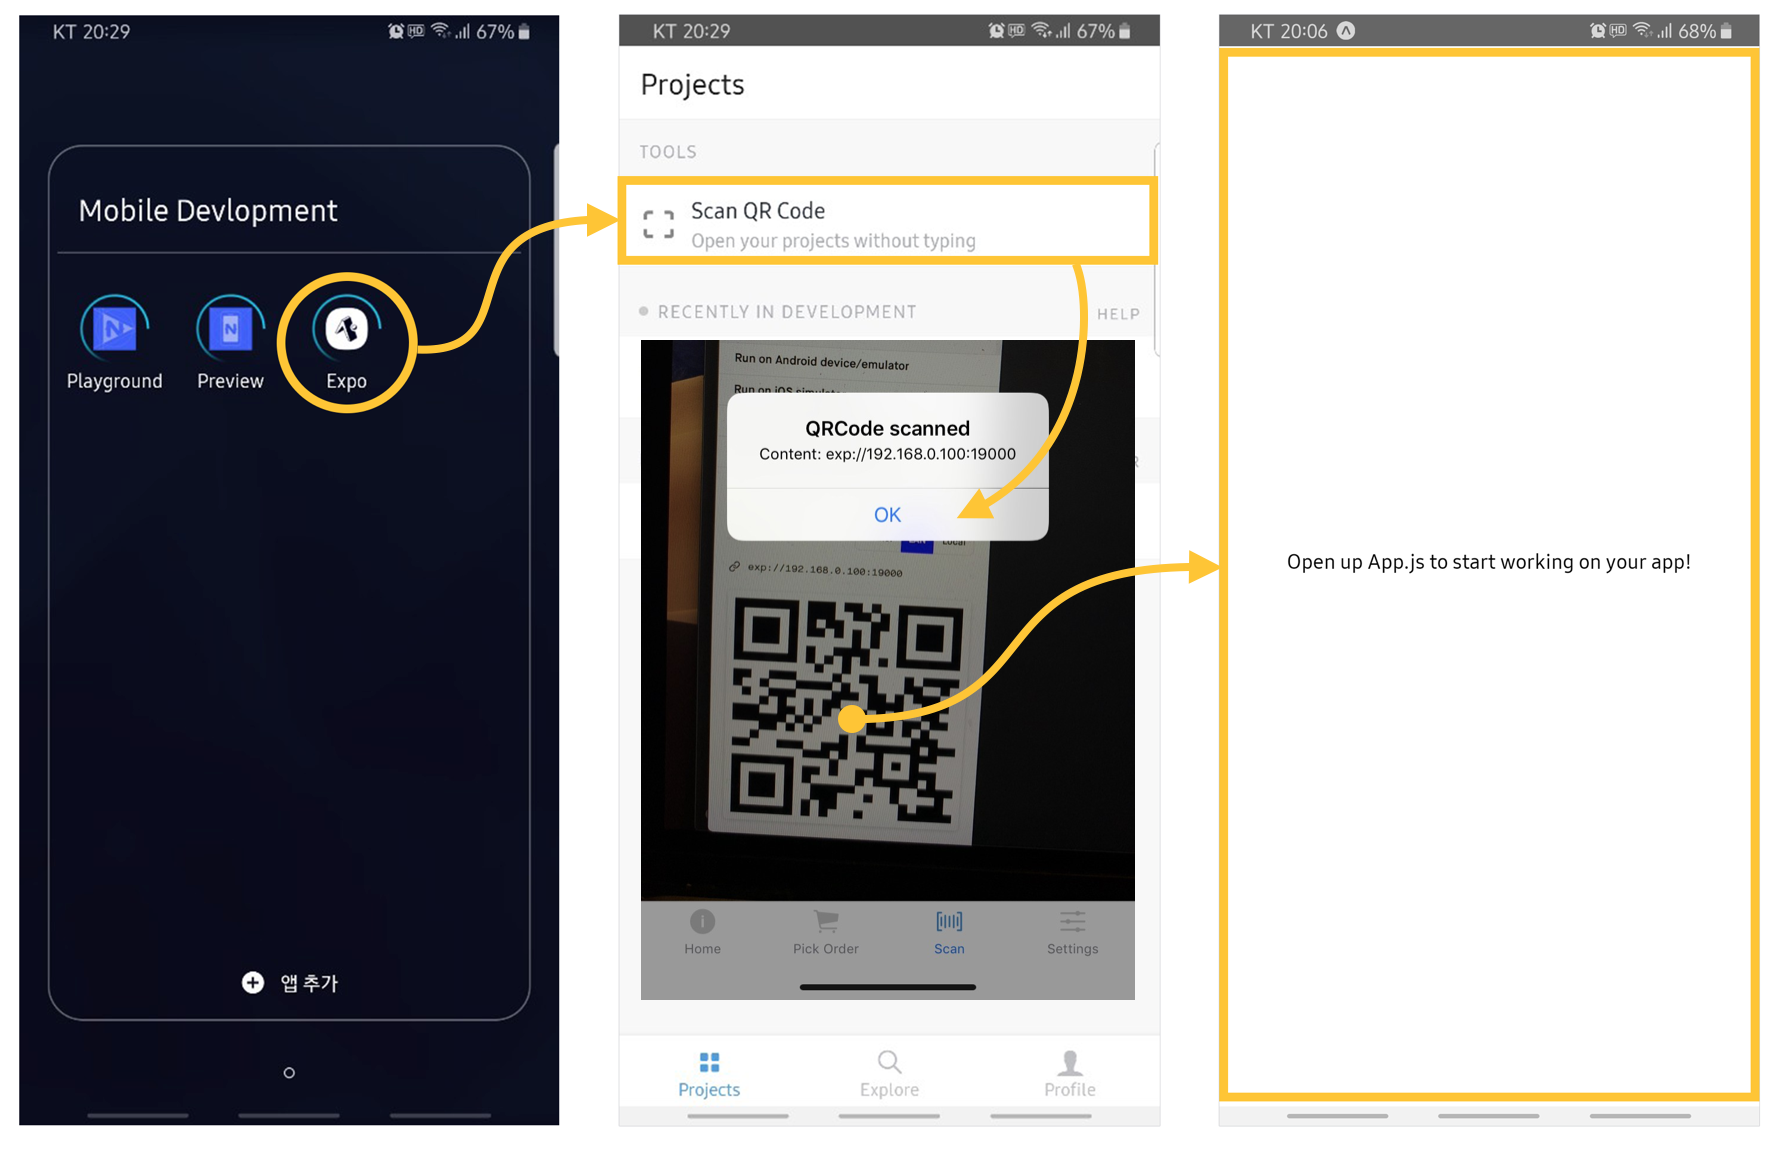 KT 20:29
HD
67%
Mobile Devlopment
N
N
Playground
Preview
Expo
앱 추가
KT 20:29
HD
67%
Projects
TOOLS
Scan QR Code
Open your projects without typing
RECENTLY IN DEVELOPMENT
HELP
Run on Android device/emulator
Run on iOS
QRCode scanned
Content: exp://192.168.0.100:19000
R
OK
Local
exp://192.168.0.100:19000
Home
Pick Order
Scan
Settings
Projects
Explore
Profile
KT 20:06
HD
68%
Open up App.js to start working on your app!